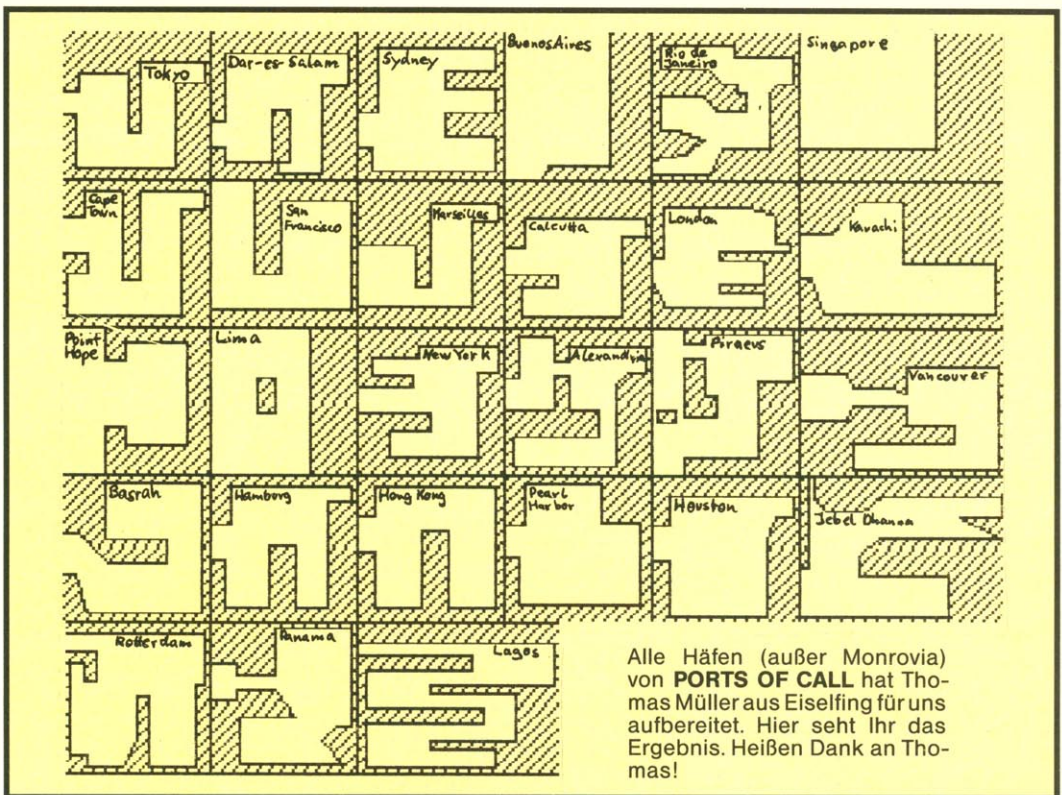 Tokyo
Dar-es-Salam
Sydney
Buenos Aires
Rio de
Janeiro
Singapore
Cape
Town
San
Francisco
Marseilles
Calcutta
London
Karachi
Point
Hope
Lima
New York
Alexandria
Piraeus
Vancouver
Basrah
Hamburg
Hong Kong
Pearl
Harbor
Houston
Jebel Dhanna
Rotterdam
Panama
Lagos
Alle Häfen (außer Monrovia)
von PORTS OF CALL hat Tho-
mas Müller aus Eiselfing für uns
aufbereitet. Hier seht Ihr das
Ergebnis. Heißen Dank an Tho-
mas!